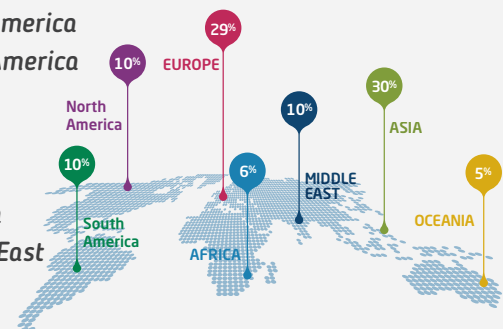 America
America
East
29%
EUROPE
10%
North
America
30%
ASIA
10%
MIDDLE
EAST
10%
South
America
6%
AFRICA
5%
OCEANIA